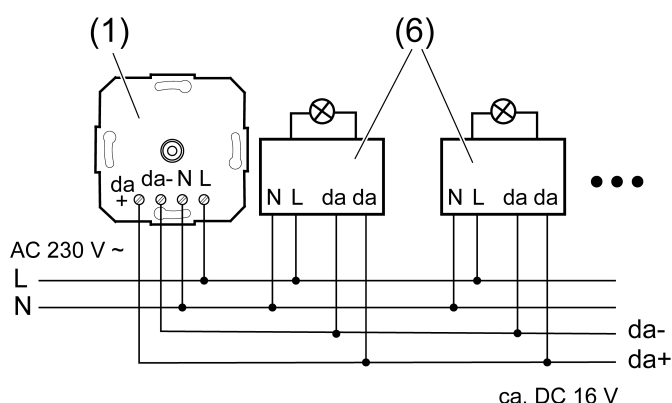 (1)
(6)
da
+
da- N L
N L da da
N L da da
AC 230 V ~
L
N
da-
da+
ca. DC 16 V